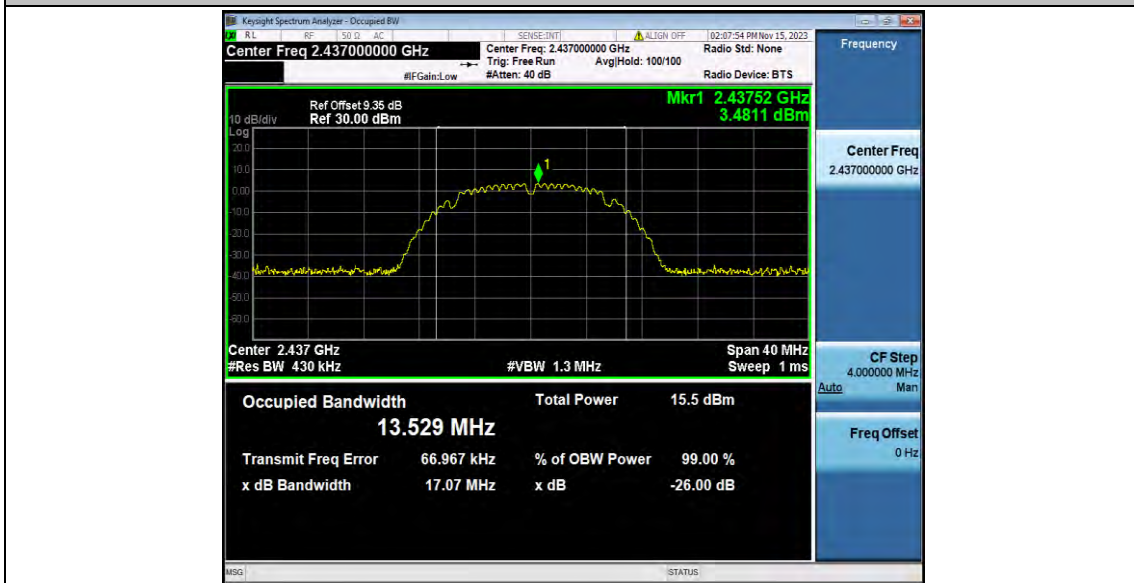 Keysight Spectrum Analyzer - Occupied BW
RL RF 50 Ω AC SENSE:INT ALIGN OFF 02:07:54 PM Nov 15, 2023
Center Freq 2.437000000 GHz
Center Freq: 2.437000000 GHz
Radio Std: None
Trig: Free Run Avg|Hold: 100/100
#IFGain:Low #Atten: 40 dB Radio Device: BTS
Frequency
Ref Offset 9.35 dB
10 dB/div Ref 30.00 dBm
Mkr1 2.43752 GHz
3.4811 dBm
Log
20.0
10.0
0.00
-10.0
-20.0
-30.0
-40.0
-50.0
-60.0
1
Center Freq
2.437000000 GHz
Center 2.437 GHz Span 40 MHz
#Res BW 430 kHz #VBW 1.3 MHz Sweep 1 ms
CF Step
4.000000 MHz
Auto Man
Occupied Bandwidth Total Power 15.5 dBm
13.529 MHz
Transmit Freq Error 66.967 kHz % of OBW Power 99.00 %
x dB Bandwidth 17.07 MHz x dB -26.00 dB
Freq Offset
0 Hz
MSG STATUS